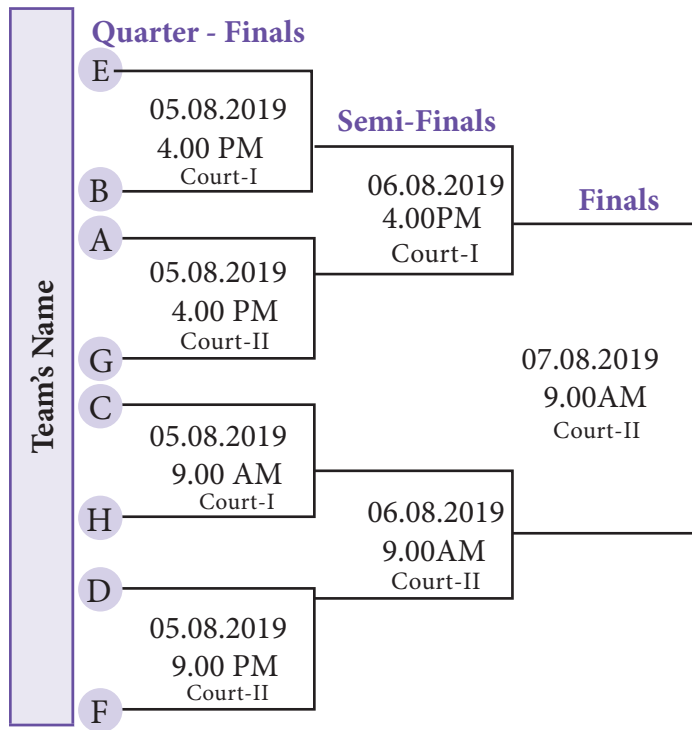 Quarter - Finals
Semi-Finals
Finals
Team's Name
E
05.08.2019
4.00 PM
Court-I
B
A
05.08.2019
4.00 PM
Court-II
G
C
05.08.2019
9.00 AM
Court-I
H
D
05.08.2019
9.00 PM
Court-II
F
06.08.2019
4.00PM
Court-I
06.08.2019
9.00AM
Court-II
07.08.2019
9.00AM
Court-II